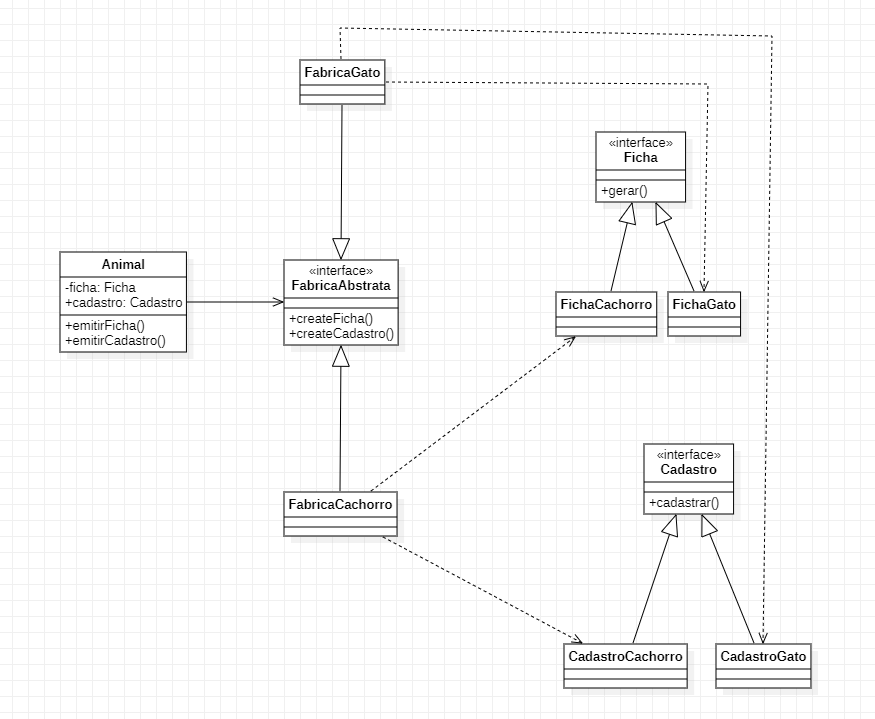 FabricaGato
«interface»
Ficha
+gerar()
Animal
-ficha: Ficha
+cadastro: Cadastro
+emitirFicha()
+emitirCadastro()
«interface»
FabricaAbstrata
+createFicha()
+createCadastro()
FichaCachorro
FichaGato
«interface»
Cadastro
+cadastrar()
FabricaCachorro
CadastroCachorro
CadastroGato